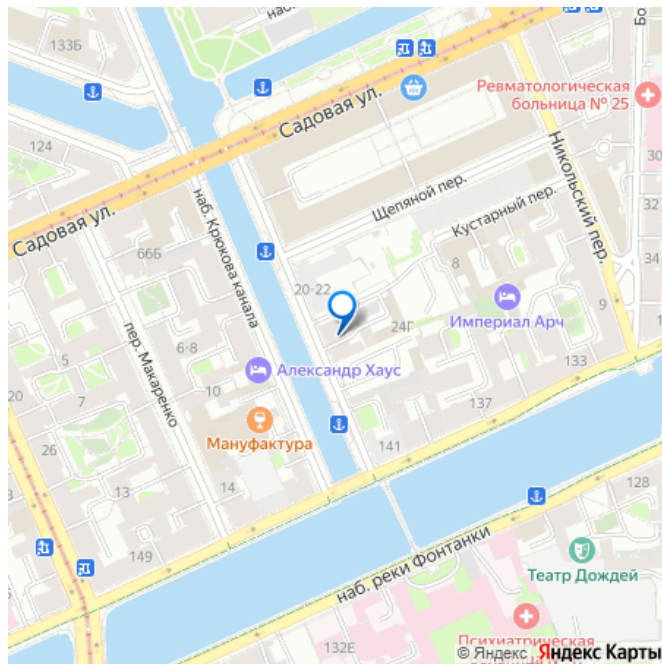 133Б
наб.
Бо
Садовая ул.
Ревматологическая
больница № 25
124
30
Никольский пер.
Щепяной пер.
Кустарный пер.
Садовая ул.
наб. Крюкова канала
66Б
8
34
20-22
Империал Арч
9
24Г
пер. Макаренко
6-8
5
Александр Хаус
133
10
20
7
137
Мануфактура
26
141
13
14
128
149
наб. реки Фонтанки
Театр Дождей
132Е
Психиатрическая
© Яндекс Яндекс Карты